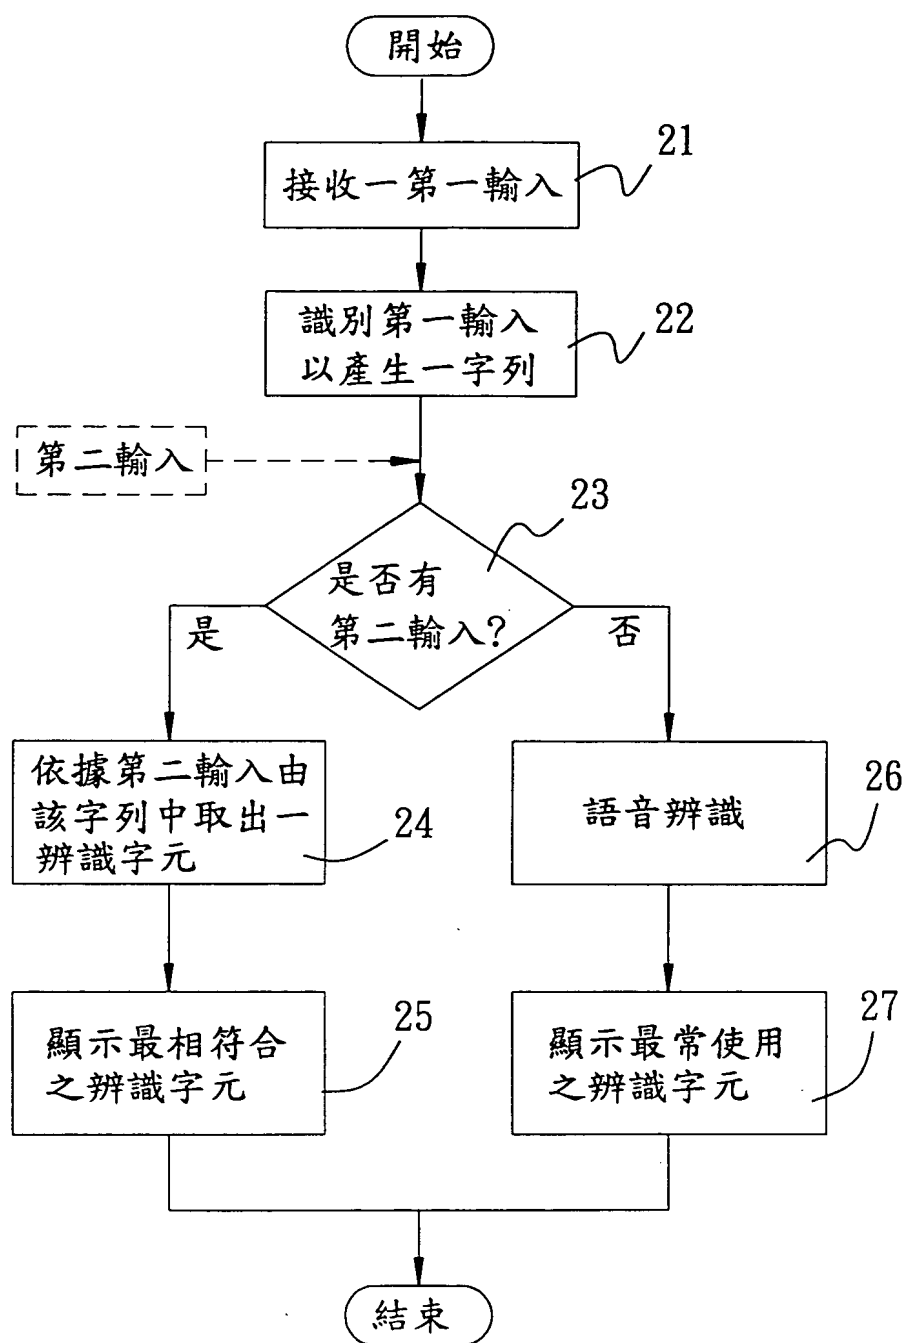 開始
接收一第一輸入
21
識別第一輸入
以產生一字列
22
第二輸入
23
是否有
第二輸入?
是
否
依據第二輸入由
該字列中取出一
辨識字元
24
語音辨識
26
顯示最相符合
之辨識字元
25
顯示最常使用
之辨識字元
27
結束